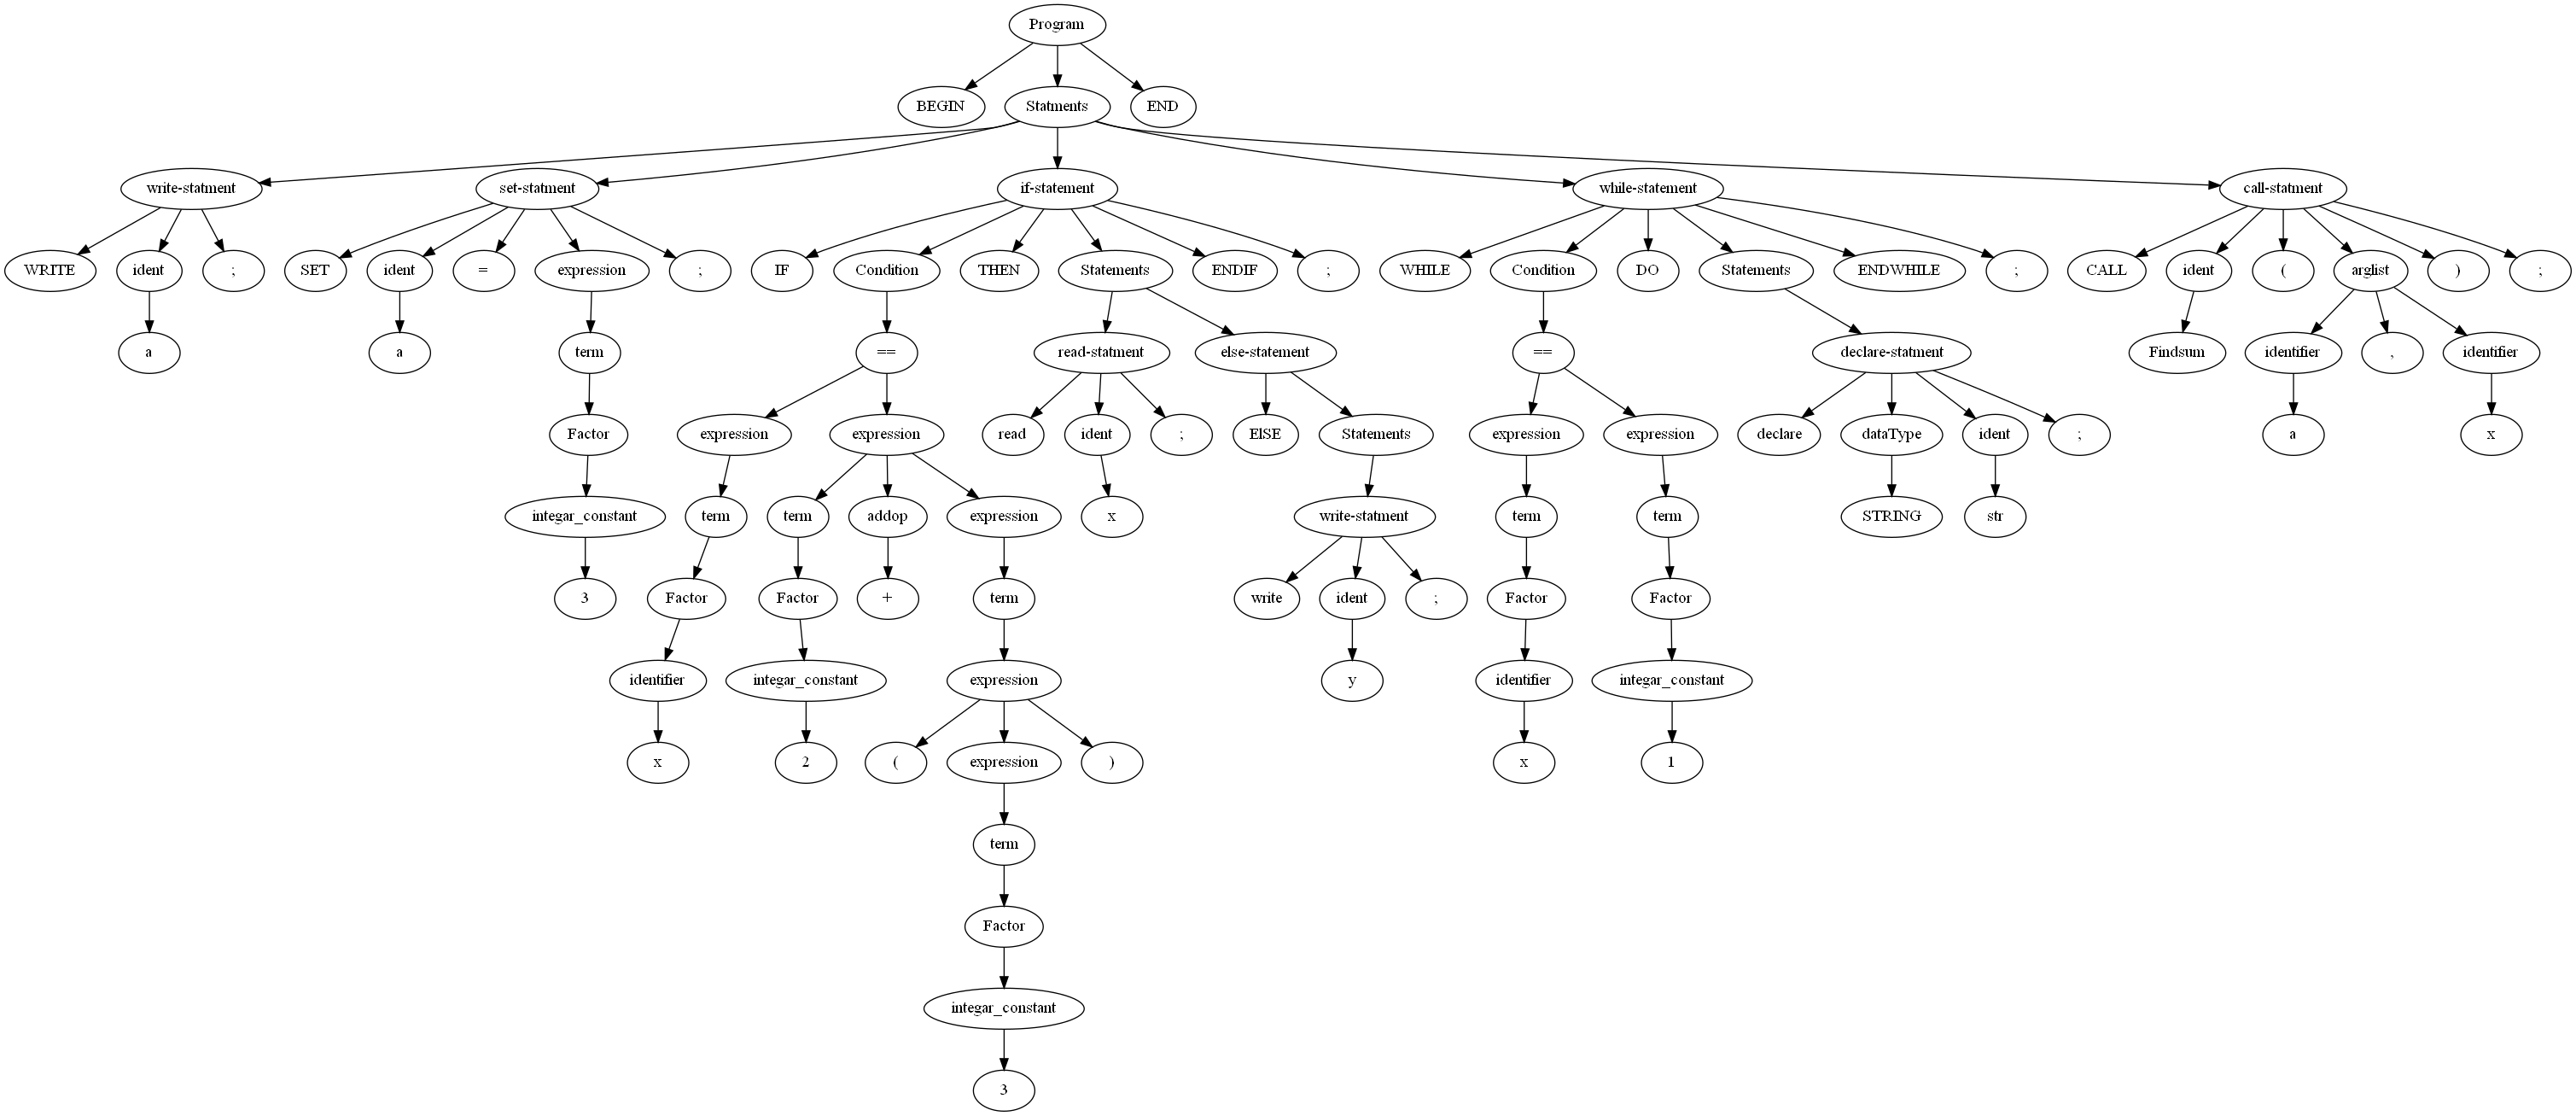 Program
BEGIN Statments END
write-statment set-statment if-statement while-statement call-statment
WRITE ident ; SET ident = expression ; IF Condition THEN Statements ENDIF ; WHILE Condition DO Statements ENDWHILE ; CALL ident ( arglist ) ;
a a term == read-statment else-statement == declare-statment Findsum identifier , identifier
Factor expression expression read ident ; ElSE Statements expression expression declare dataType ident ; a x
integar_constant term term addop expression x write-statment term term STRING str
3 Factor Factor + term write ident ; Factor Factor
identifier integar_constant expression y identifier integar_constant
x 2 ( expression ) x 1
term
Factor
integar_constant
3